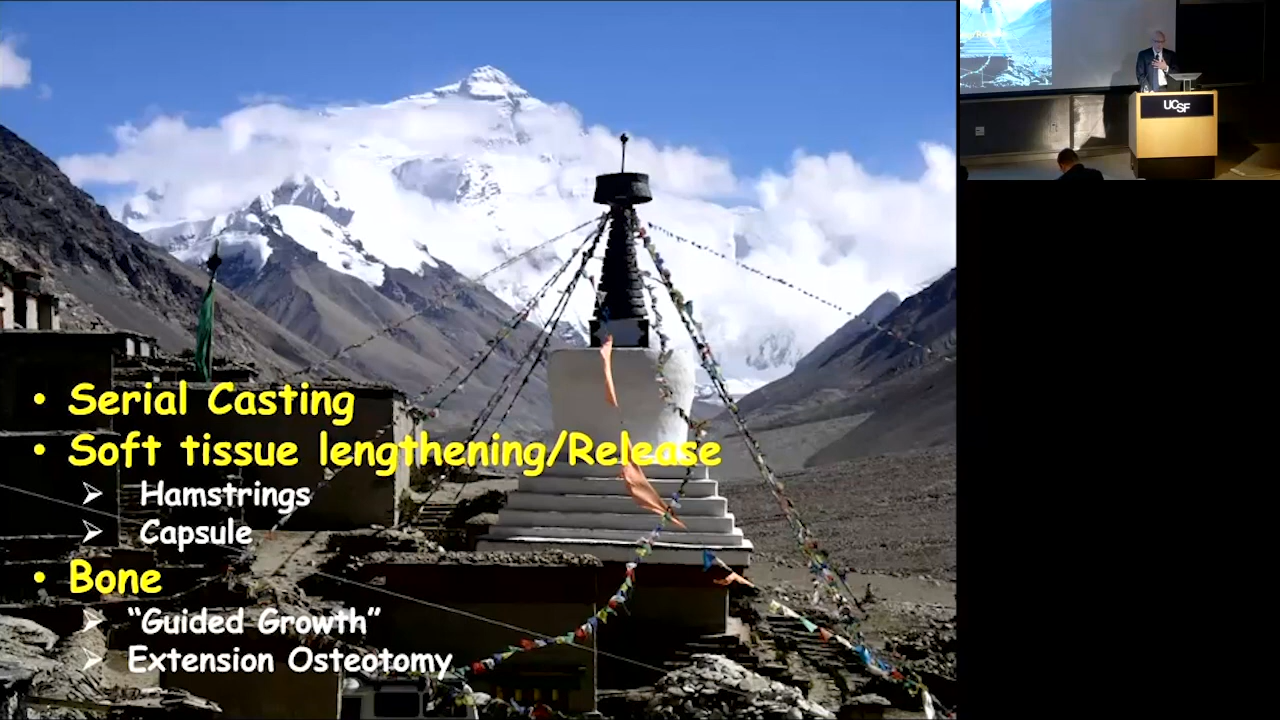 • Serial Casting
• Soft tissue lengthening/Release
➢ Hamstrings
➢ Capsule
• Bone
➢ “Guided Growth”
➢ Extension Osteotomy
UCSF